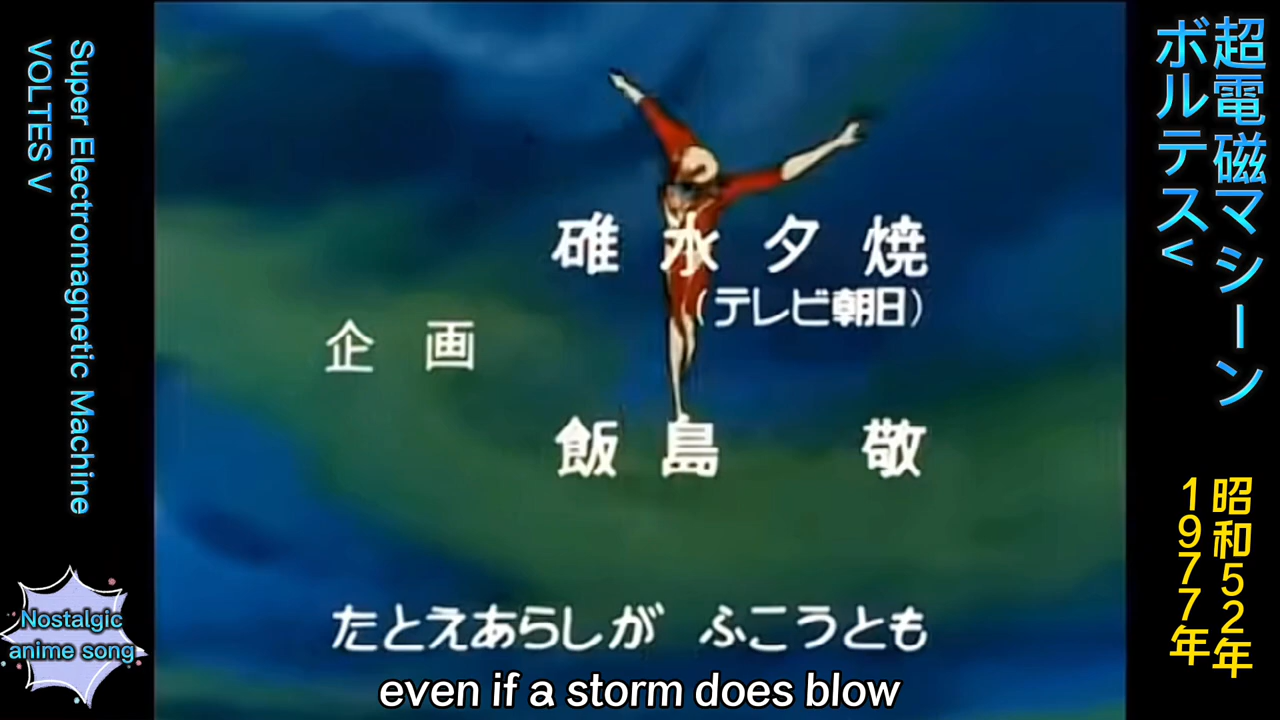 Super Electromagnetic Machine
VOLTES V
超電磁マシーン
ボルテスV
昭和52年
1977年
碓氷夕焼
(テレビ朝日)
企画
飯島 敬
たとえあらしが ふこうとも
even if a storm does blow
Nostalgic
anime song